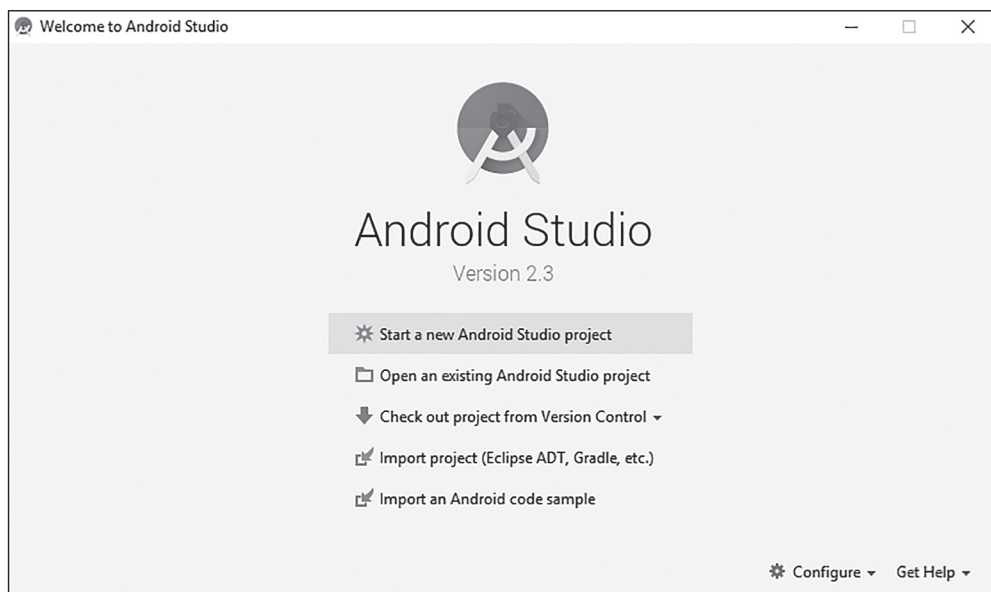 Welcome to Android Studio
Android Studio
Version 2.3
Start a new Android Studio project
Open an existing Android Studio project
Check out project from Version Control
Import project (Eclipse ADT, Gradle, etc.)
Import an Android code sample
Configure Get Help